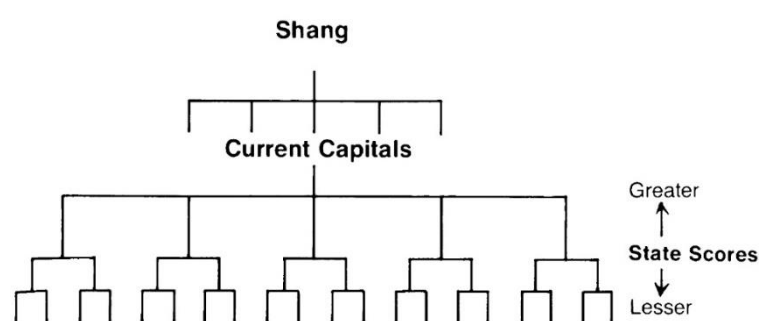 Shang
Current Capitals
Greater
State Scores
Lesser